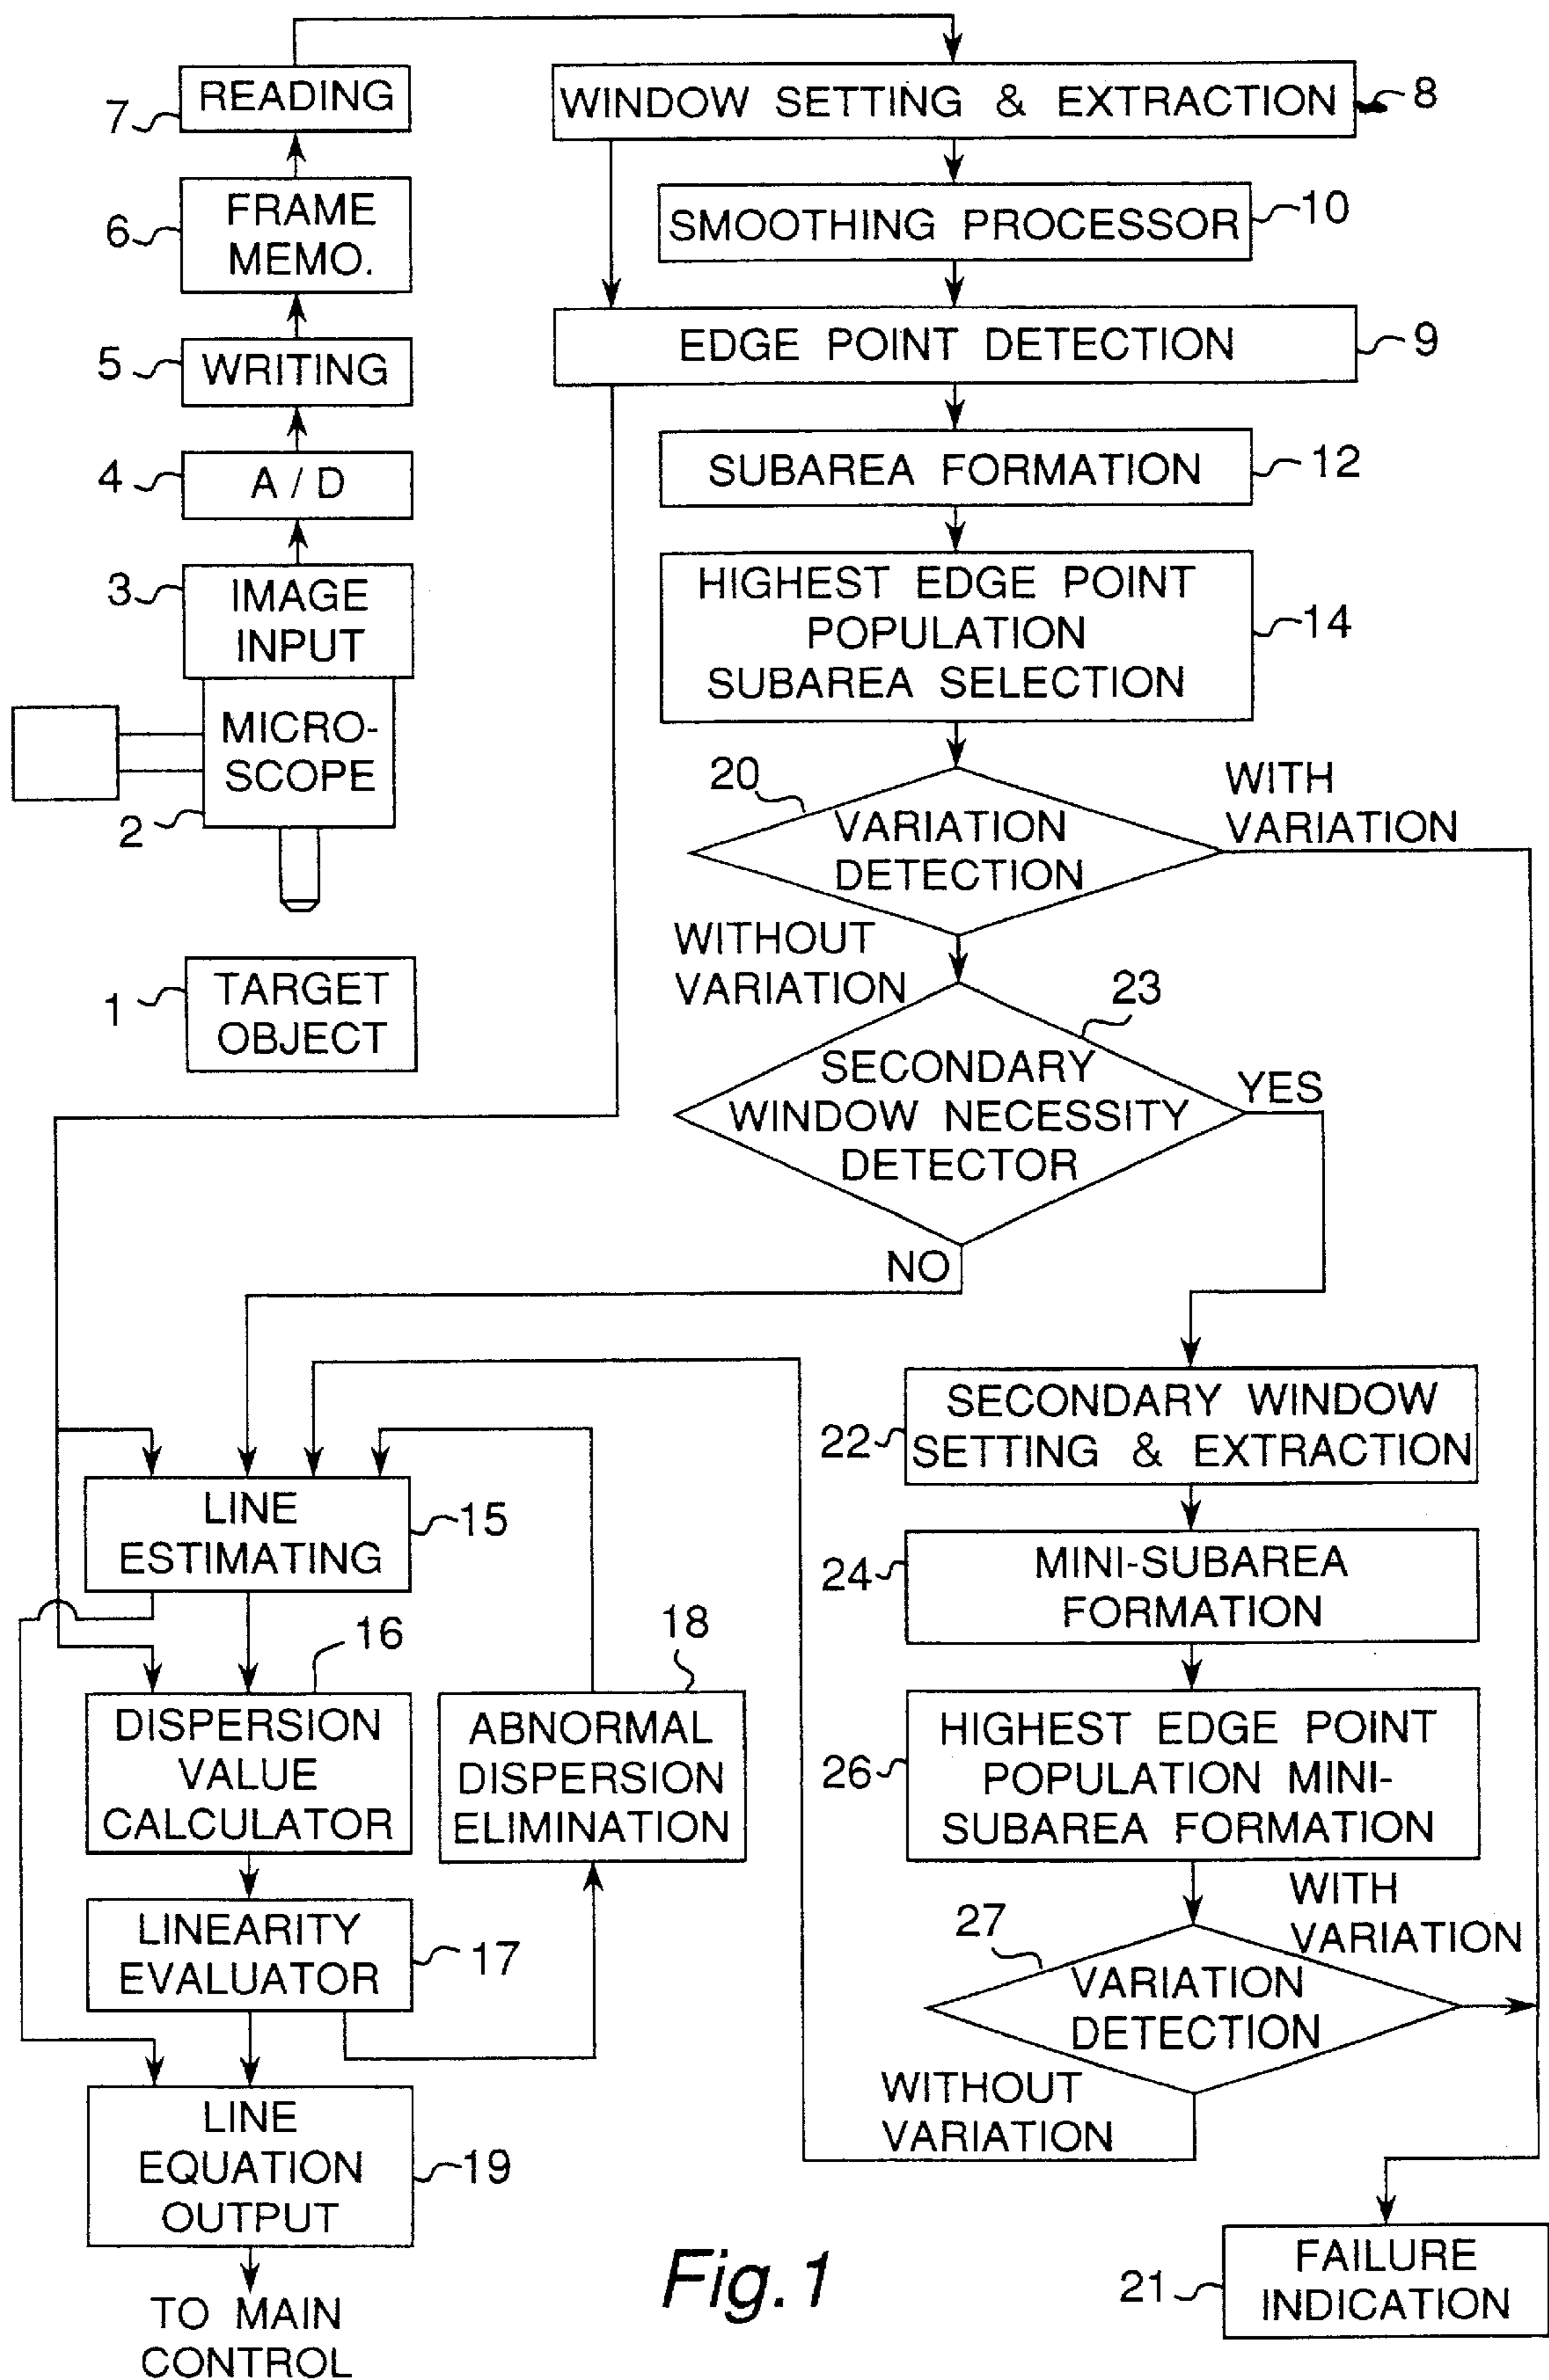 READING
7
FRAME
MEMO.
6
WRITING
5
A / D
4
IMAGE
INPUT
3
MICRO-
SCOPE
2
TARGET
OBJECT
1
WINDOW SETTING & EXTRACTION
8
SMOOTHING PROCESSOR
10
EDGE POINT DETECTION
9
SUBAREA FORMATION
12
HIGHEST EDGE POINT
POPULATION
SUBAREA SELECTION
14
20
VARIATION
DETECTION
WITH
VARIATION
WITHOUT
VARIATION
23
SECONDARY
WINDOW NECESSITY
DETECTOR
YES
NO
SECONDARY WINDOW
SETTING & EXTRACTION
22
MINI-SUBAREA
FORMATION
24
HIGHEST EDGE POINT
POPULATION MINI-
SUBAREA FORMATION
26
27
VARIATION
DETECTION
WITH
VARIATION
WITHOUT
VARIATION
LINE
ESTIMATING
15
16
DISPERSION
VALUE
CALCULATOR
18
ABNORMAL
DISPERSION
ELIMINATION
LINEARITY
EVALUATOR
17
LINE
EQUATION
OUTPUT
19
TO MAIN
CONTROL
FAILURE
INDICATION
21
Fig.1